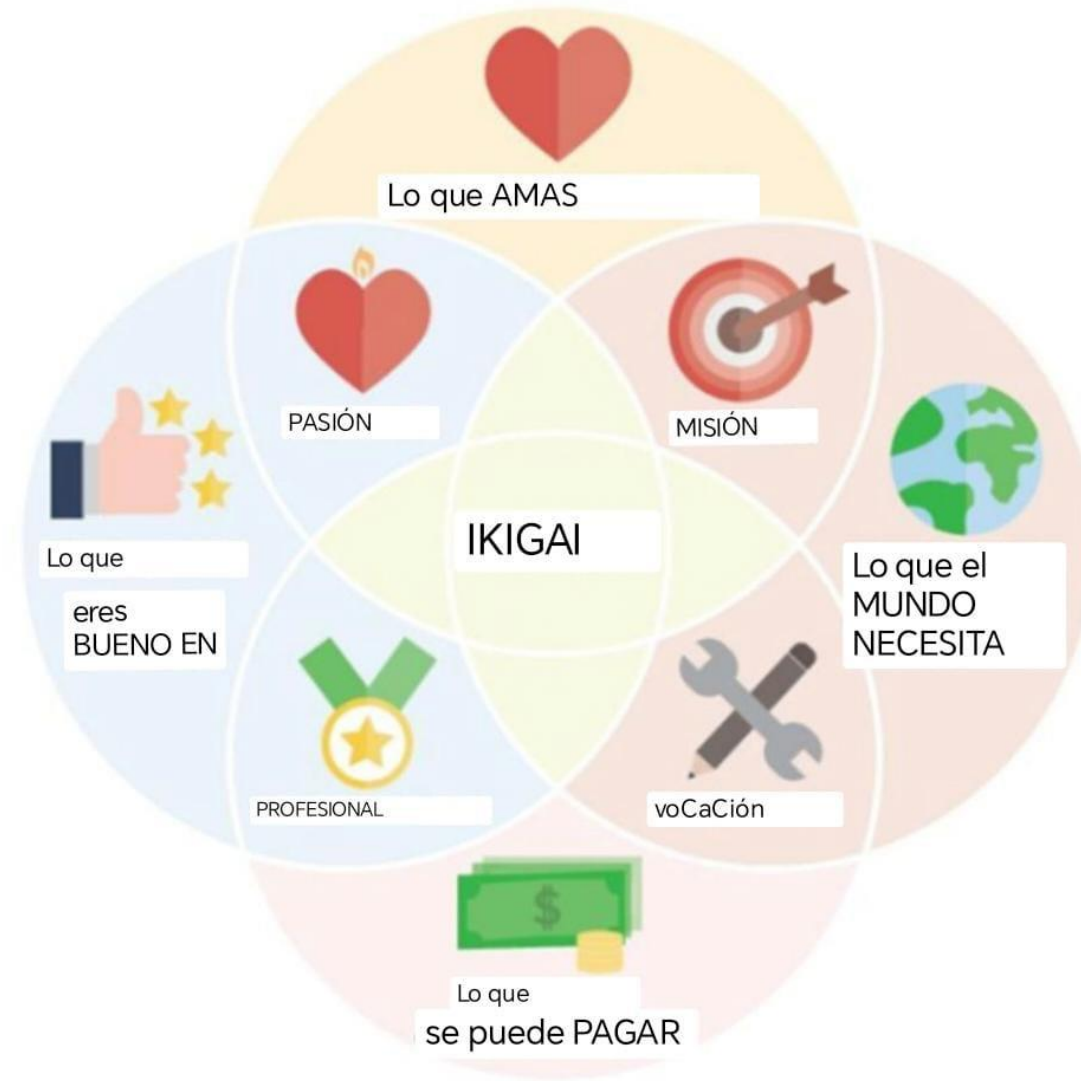 Lo que AMAS
PASIÓN
MISIÓN
Lo que
eres
BUENO EN
IKIGAI
Lo que el
MUNDO
NECESITA
PROFESIONAL
voCaCión
$
Lo que
se puede PAGAR